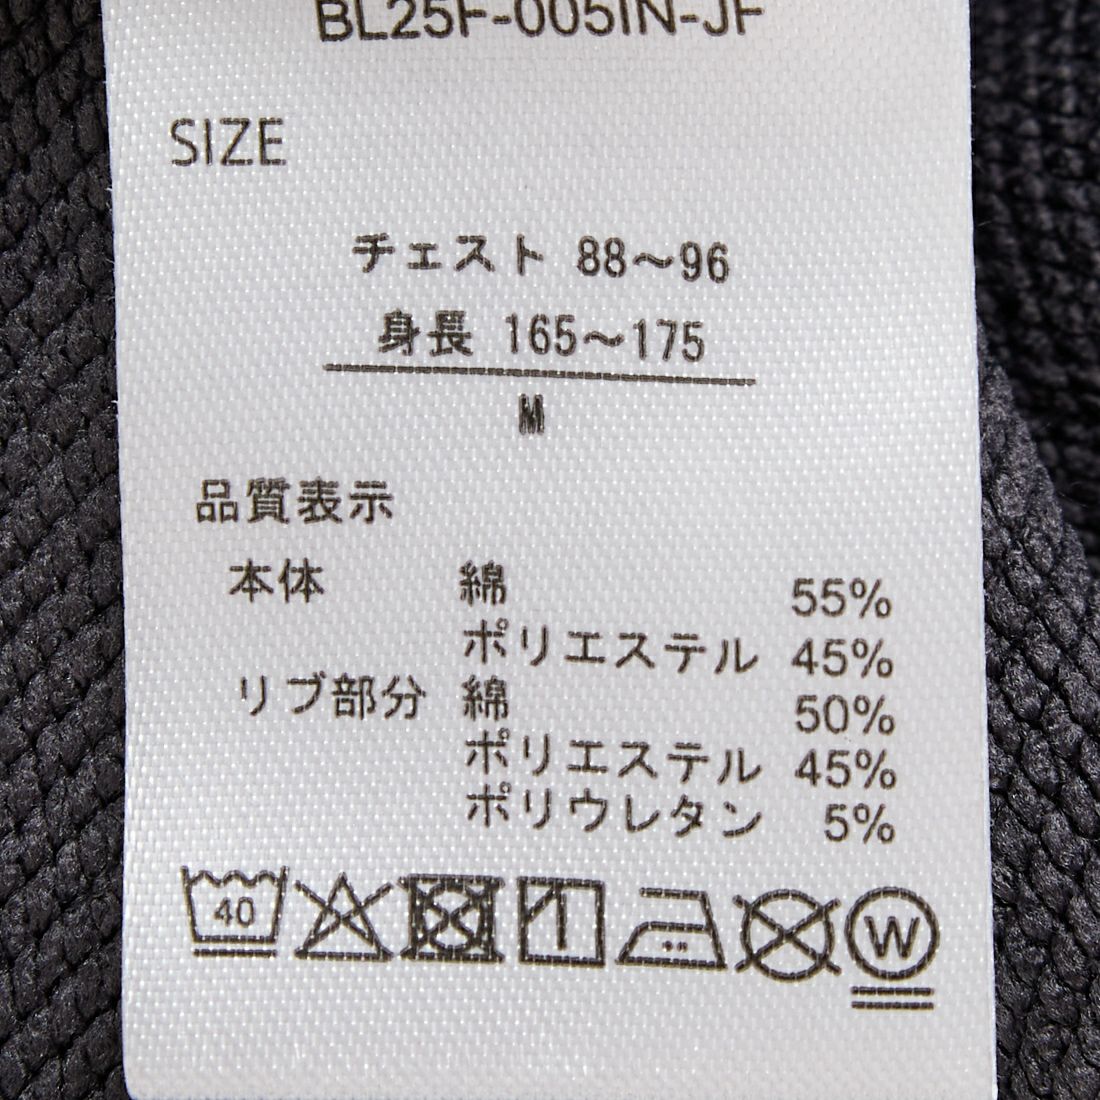 BL25F-005IN-JF
SIZE
チェスト 88～96
身長 165～175
M
品質表示
本体 綿 55%
ポリエステル 45%
リブ部分 綿 50%
ポリエステル 45%
ポリウレタン 5%
40
W